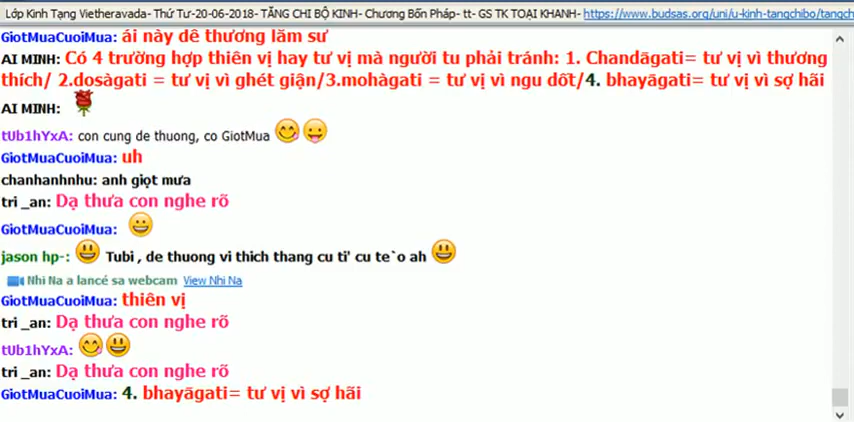 Lớp Kinh Tạng Vietheravada- Thứ Tư-20-06-2018- TĂNG CHI BỘ KINH- Chương Bốn Pháp- tt- GS TK TOẠI KHANH- https://www.budsas.org/uni/u-kinh-tangchibo/tangch
GiotMuaCuoiMua: ái này dễ thương lắm sư
AI MINH: Có 4 trường hợp thiên vị hay tư vị mà người tu phải tránh: 1. Chandāgati= tư vị vì thương
thích/ 2.dosàgati = tư vị vì ghét giận/3.mohàgati = tư vị vì ngu dốt/4. bhayāgati= tư vị vì sợ hãi
AI MINH:
tUb1hYxA: con cung de thuong, co GiotMua
GiotMuaCuoiMua: uh
chanhanhnhu: anh giọt mưa
tri _an: Dạ thưa con nghe rõ
GiotMuaCuoiMua:
jason hp-: Tubi , de thuong vi thich thang cu ti' cu te`o ah
Nhi Na a lancé sa webcam View Nhi Na
GiotMuaCuoiMua: thiên vị
tri _an: Dạ thưa con nghe rõ
tUb1hYxA:
tri _an: Dạ thưa con nghe rõ
GiotMuaCuoiMua: 4. bhayāgati= tư vị vì sợ hãi